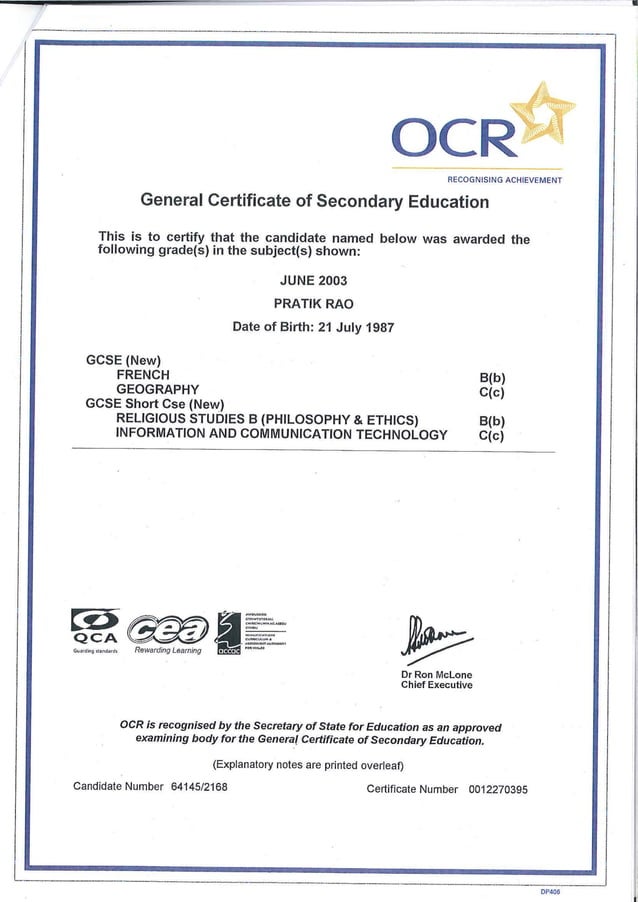 OCR
RECOGNISING ACHIEVEMENT
General Certificate of Secondary Education
This is to certify that the candidate named below was awarded the
following grade(s) in the subject(s) shown:
JUNE 2003
PRATIK RAO
Date of Birth: 21 July 1987
GCSE (New)
FRENCH B(b)
GEOGRAPHY C(c)
GCSE Short Cse (New)
RELIGIOUS STUDIES B (PHILOSOPHY & ETHICS) B(b)
INFORMATION AND COMMUNICATION TECHNOLOGY C(c)
QCA
Guarding standards
cea
Rewarding Learning
ACCAC
Dr Ron McLone
Chief Executive
OCR is recognised by the Secretary of State for Education as an approved
examining body for the General Certificate of Secondary Education.
(Explanatory notes are printed overleaf)
Candidate Number 64145/2168
Certificate Number 0012270395
DP406